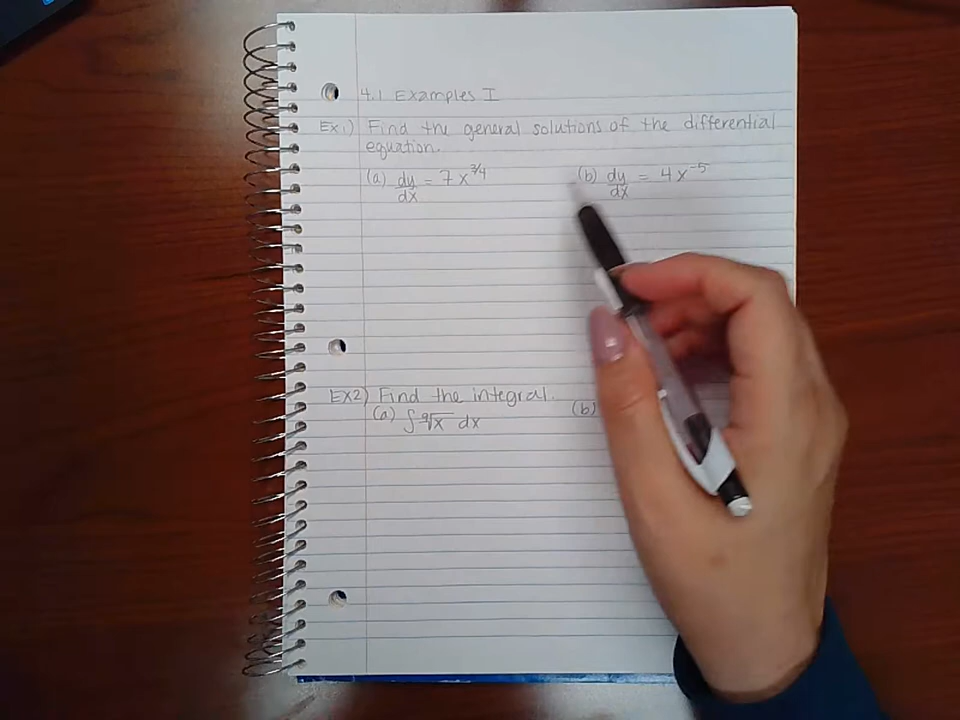 4.1 Examples I
Ex1) Find the general solutions of the differential
equation.
(a) dy/dx = 7x^3/4 (b) dy/dx = 4x^-5
Ex2) Find the integral.
(a) ∫ ⁹√x dx (b)